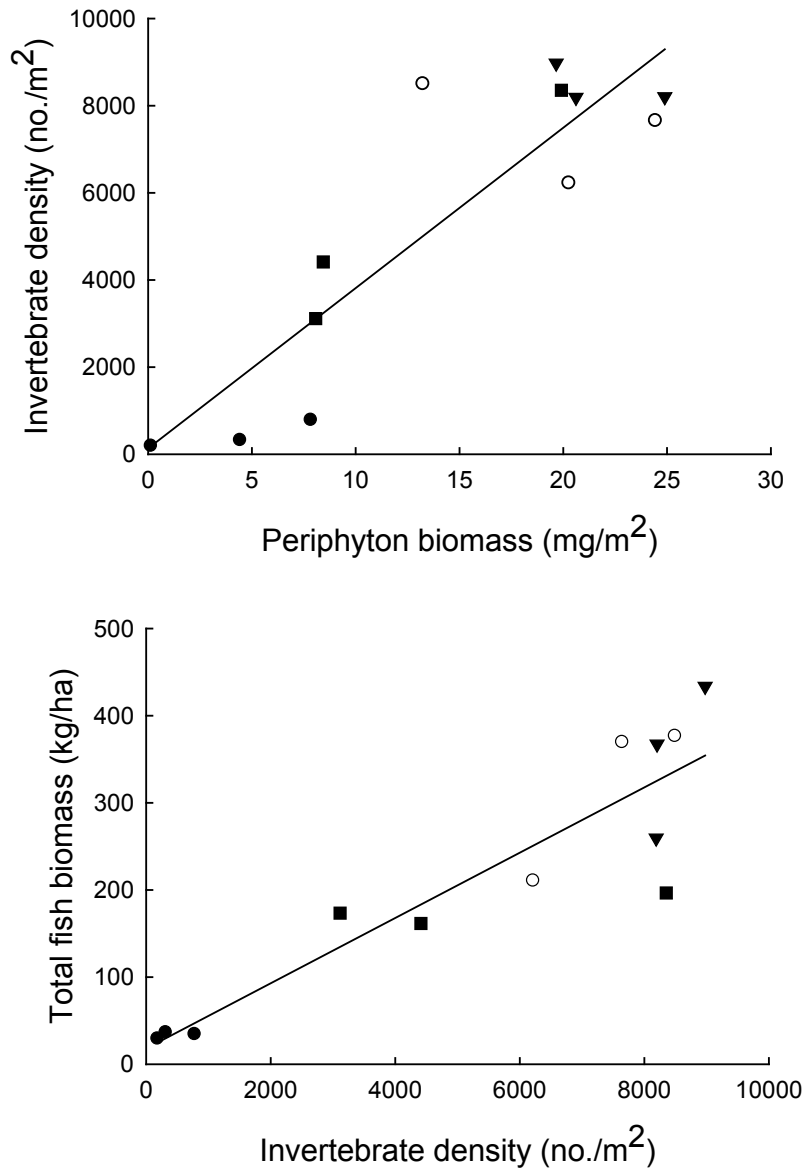 Invertebrate density (no./m²)
10000
8000
6000
4000
2000
0
0 5 10 15 20 25 30
Periphyton biomass (mg/m²)
Total fish biomass (kg/ha)
500
400
300
200
100
0
0 2000 4000 6000 8000 10000
Invertebrate density (no./m²)